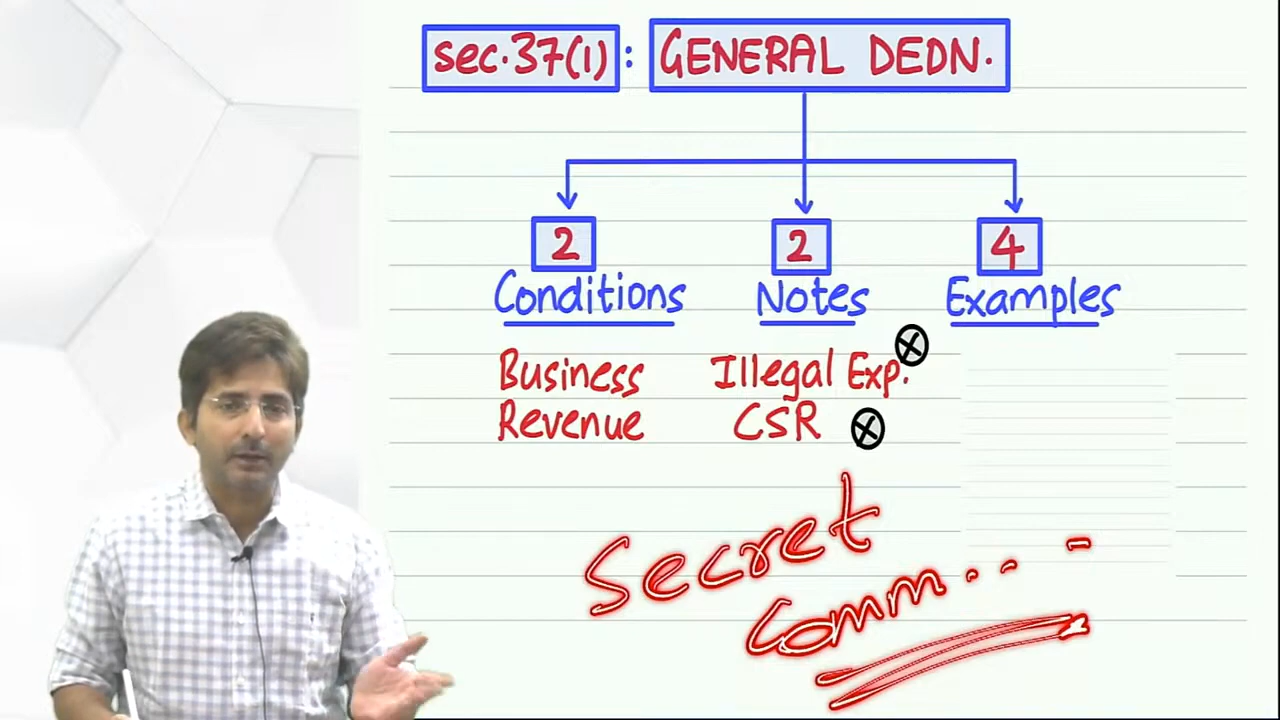 sec.37(1) : GENERAL DEDN.
2 2 4
Conditions Notes Examples
Business Illegal Exp. ⊗
Revenue CSR ⊗
Secret
Comm... -